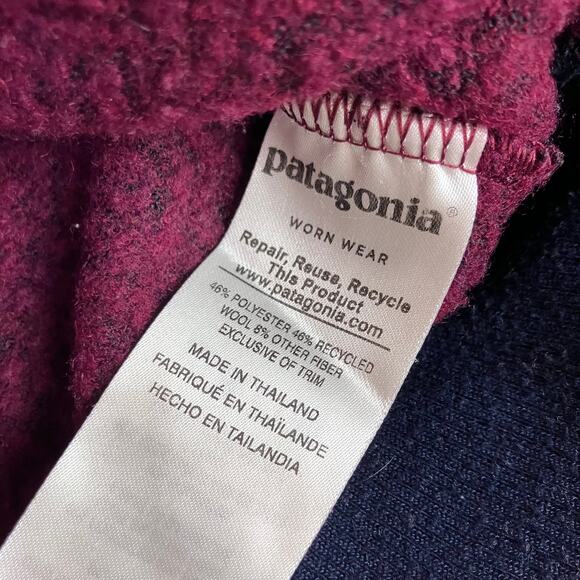 patagonia®
WORN WEAR
Repair, Reuse, Recycle
This Product
www.patagonia.com
46% POLYESTER 46% RECYCLED
WOOL 8% OTHER FIBER
EXCLUSIVE OF TRIM
MADE IN THAILAND
FABRIQUÉ EN THAÏLANDE
HECHO EN TAILANDIA